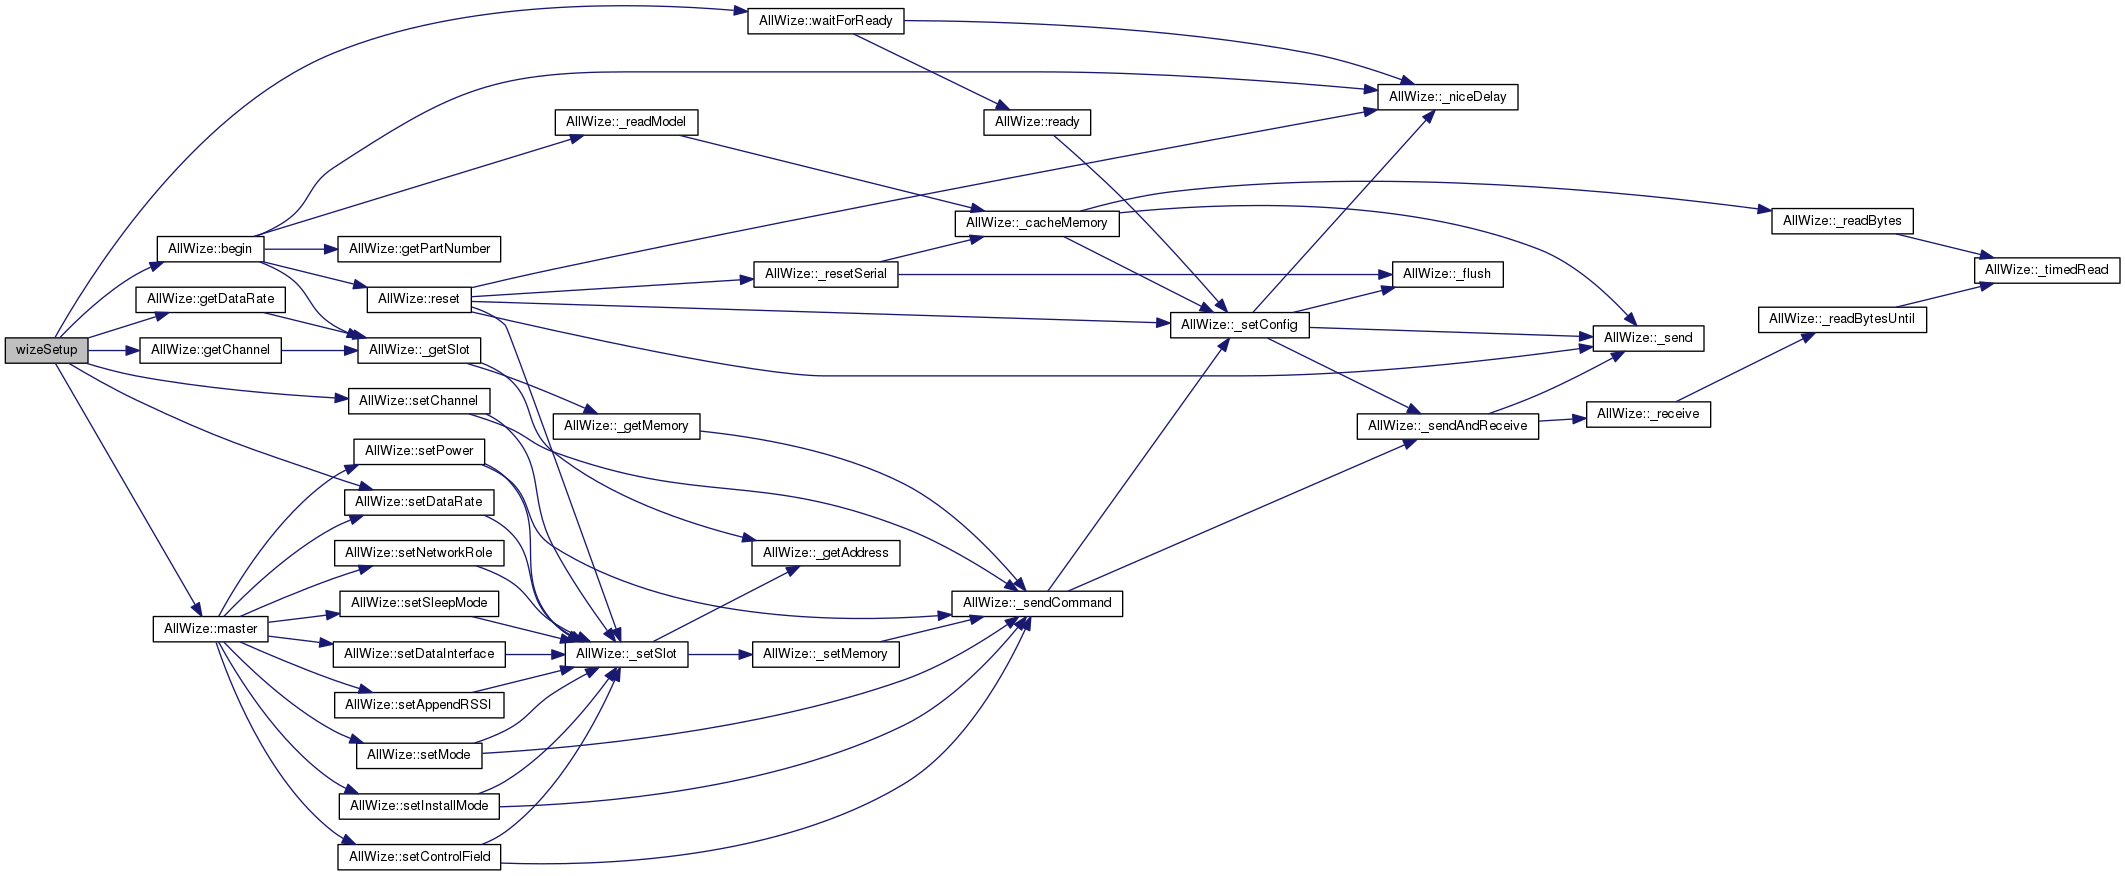 AllWize::waitForReady
AllWize::_niceDelay
AllWize::_readModel
AllWize::ready
AllWize::_cacheMemory
AllWize::_readBytes
AllWize::begin
AllWize::getPartNumber
AllWize::_resetSerial
AllWize::_flush
AllWize::_timedRead
AllWize::getDataRate
AllWize::reset
AllWize::_readBytesUntil
AllWize::_setConfig
AllWize::_send
wizeSetup
AllWize::getChannel
AllWize::_getSlot
AllWize::setChannel
AllWize::_getMemory
AllWize::_sendAndReceive
AllWize::_receive
AllWize::setPower
AllWize::setDataRate
AllWize::setNetworkRole
AllWize::_getAddress
AllWize::setSleepMode
AllWize::_sendCommand
AllWize::master
AllWize::setDataInterface
AllWize::_setSlot
AllWize::_setMemory
AllWize::setAppendRSSI
AllWize::setMode
AllWize::setInstallMode
AllWize::setControlField